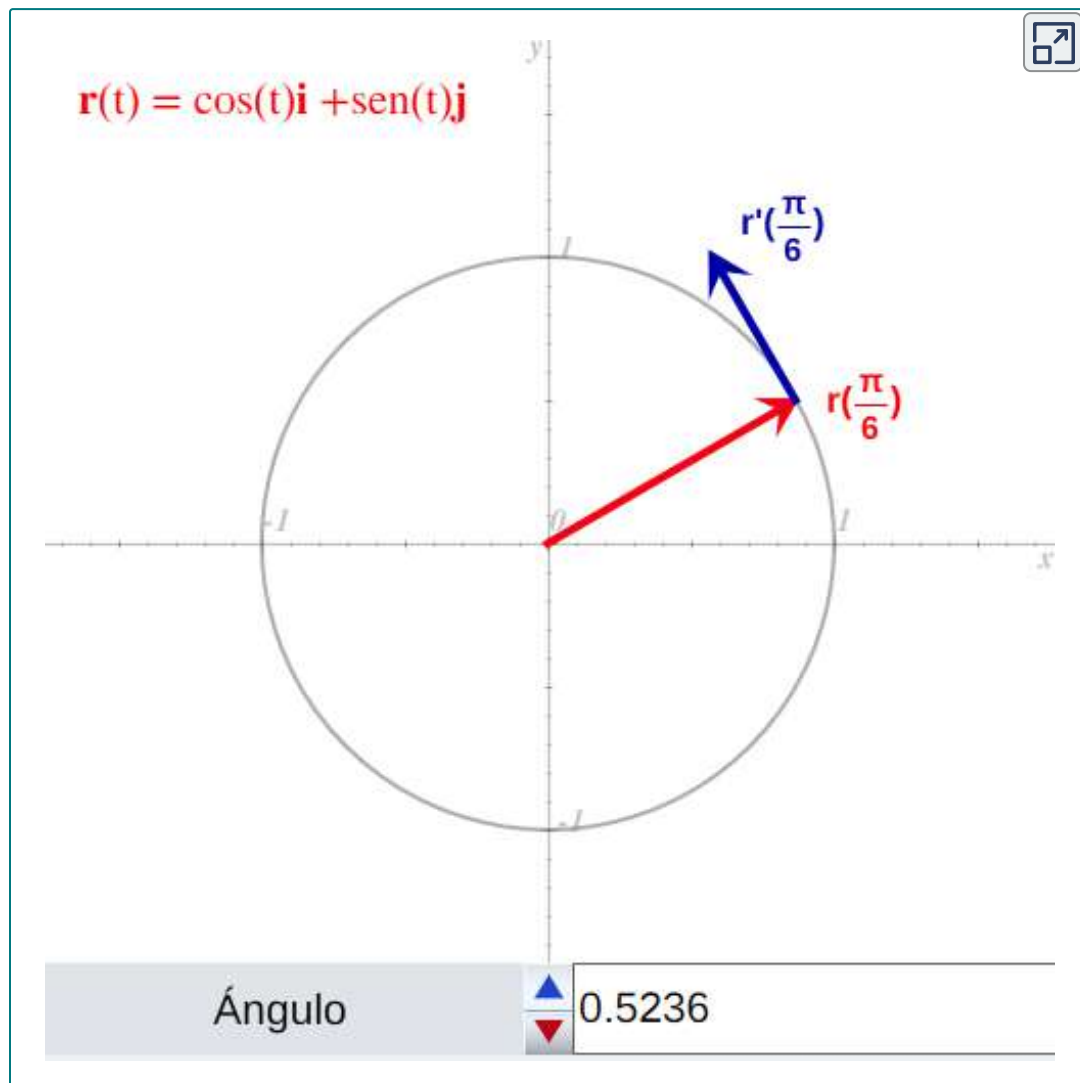 y
r(t) = cos(t)i +sen(t)j
r'(π/6)
1
r(π/6)
-1
0
1
x
-1
Ángulo
0.5236